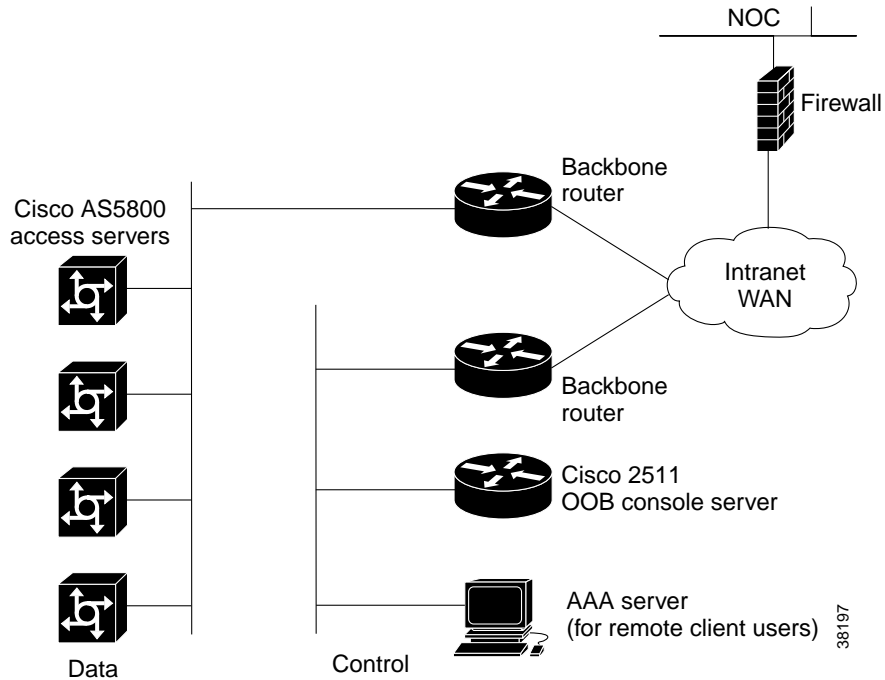 NOC
Firewall
Backbone
router
Cisco AS5800
access servers
Intranet
WAN
Backbone
router
Cisco 2511
OOB console server
AAA server
(for remote client users)
38197
Data
Control